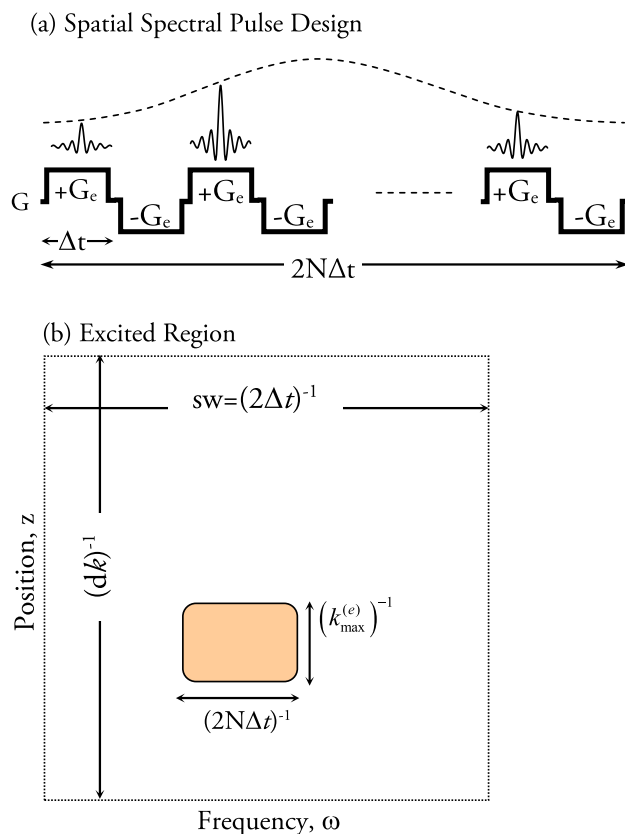 (a) Spatial Spectral Pulse Design
G +Gₑ -Gₑ +Gₑ -Gₑ +Gₑ -Gₑ
Δt
2NΔt
(b) Excited Region
sw=(2Δt)⁻¹
Position, z
(dk)⁻¹
(k_max^(e))⁻¹
(2NΔt)⁻¹
Frequency, ω